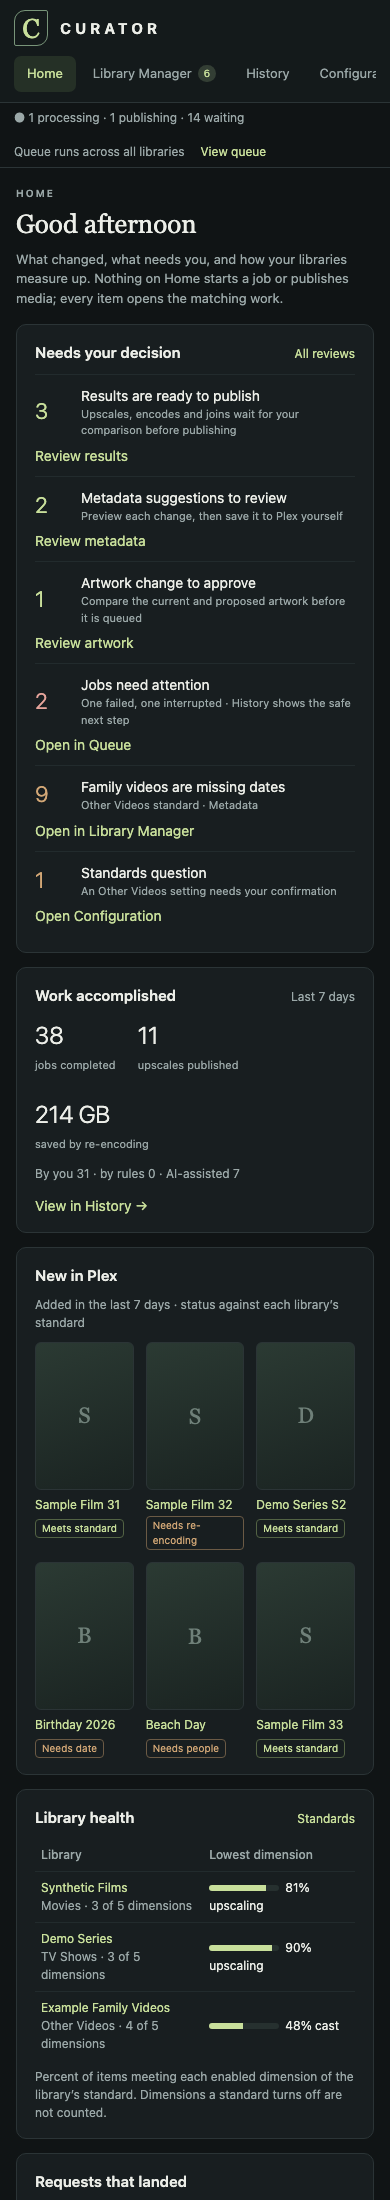 C CURATOR
Home Library Manager 6 History Configura
1 processing · 1 publishing · 14 waiting
Queue runs across all libraries View queue
HOME
Good afternoon
What changed, what needs you, and how your libraries
measure up. Nothing on Home starts a job or publishes
media; every item opens the matching work.
Needs your decision All reviews
3 Results are ready to publish
Upscales, encodes and joins wait for your
comparison before publishing
Review results
2 Metadata suggestions to review
Preview each change, then save it to Plex yourself
Review metadata
1 Artwork change to approve
Compare the current and proposed artwork before
it is queued
Review artwork
2 Jobs need attention
One failed, one interrupted · History shows the safe
next step
Open in Queue
9 Family videos are missing dates
Other Videos standard · Metadata
Open in Library Manager
1 Standards question
An Other Videos setting needs your confirmation
Open Configuration
Work accomplished Last 7 days
38 11
jobs completed upscales published
214 GB
saved by re-encoding
By you 31 · by rules 0 · AI-assisted 7
View in History →
New in Plex
Added in the last 7 days · status against each library's
standard
S S D
Sample Film 31 Sample Film 32 Demo Series S2
Meets standard Needs re-encoding Meets standard
B B S
Birthday 2026 Beach Day Sample Film 33
Needs date Needs people Meets standard
Library health Standards
Library Lowest dimension
Synthetic Films 81%
Movies · 3 of 5 dimensions upscaling
Demo Series 90%
TV Shows · 3 of 5 upscaling
dimensions
Example Family Videos
Other Videos · 4 of 5 48% cast
dimensions
Percent of items meeting each enabled dimension of the
library's standard. Dimensions a standard turns off are
not counted.
Requests that landed